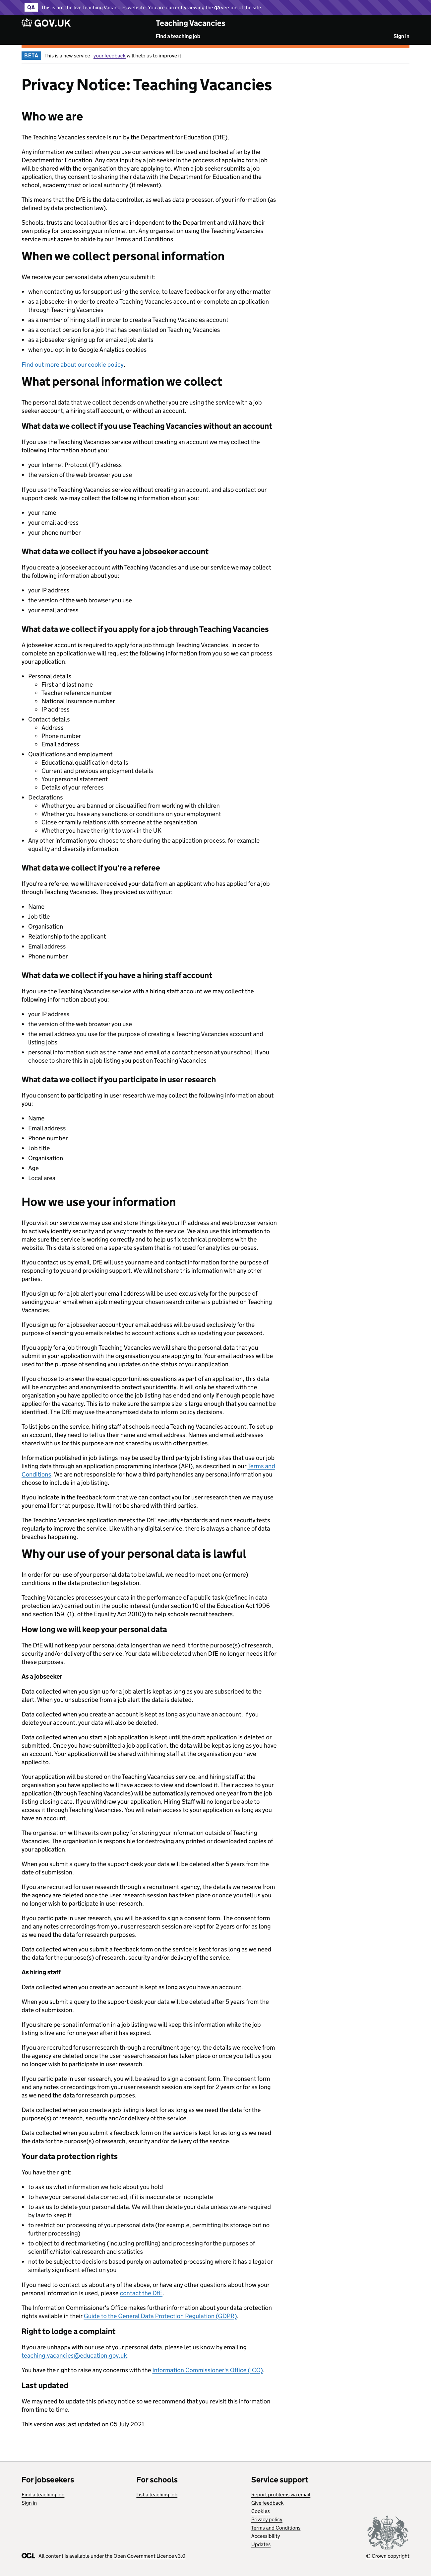 QA This is not the live Teaching Vacancies website. You are currently viewing the qa version of the site.
GOV.UK
Teaching Vacancies
Find a teaching job
Sign in
BETA This is a new service - your feedback will help us to improve it.
Privacy Notice: Teaching Vacancies
Who we are
The Teaching Vacancies service is run by the Department for Education (DfE).
Any information we collect when you use our services will be used and looked after by the
Department for Education. Any data input by a job seeker in the process of applying for a job
will be shared with the organisation they are applying to. When a job seeker submits a job
application, they consent to sharing their data with the Department for Education and the
school, academy trust or local authority (if relevant).
This means that the DfE is the data controller, as well as data processor, of your information (as
defined by data protection law).
Schools, trusts and local authorities are independent to the Department and will have their
own policy for processing your information. Any organisation using the Teaching Vacancies
service must agree to abide by our Terms and Conditions.
When we collect personal information
We receive your personal data when you submit it:
• when contacting us for support using the service, to leave feedback or for any other matter
• as a jobseeker in order to create a Teaching Vacancies account or complete an application
through Teaching Vacancies
• as a member of hiring staff in order to create a Teaching Vacancies account
• as a contact person for a job that has been listed on Teaching Vacancies
• as a jobseeker signing up for emailed job alerts
• when you opt in to Google Analytics cookies
Find out more about our cookie policy.
What personal information we collect
The personal data that we collect depends on whether you are using the service with a job
seeker account, a hiring staff account, or without an account.
What data we collect if you use Teaching Vacancies without an account
If you use the Teaching Vacancies service without creating an account we may collect the
following information about you:
• your Internet Protocol (IP) address
• the version of the web browser you use
If you use the Teaching Vacancies service without creating an account, and also contact our
support desk, we may collect the following information about you:
• your name
• your email address
• your phone number
What data we collect if you have a jobseeker account
If you create a jobseeker account with Teaching Vacancies and use our service we may collect
the following information about you:
• your IP address
• the version of the web browser you use
• your email address
What data we collect if you apply for a job through Teaching Vacancies
A jobseeker account is required to apply for a job through Teaching Vacancies. In order to
complete an application we will request the following information from you so we can process
your application:
• Personal details
◦ First and last name
◦ Teacher reference number
◦ National Insurance number
◦ IP address
• Contact details
◦ Address
◦ Phone number
◦ Email address
• Qualifications and employment
◦ Educational qualification details
◦ Current and previous employment details
◦ Your personal statement
◦ Details of your referees
• Declarations
◦ Whether you are banned or disqualified from working with children
◦ Whether you have any sanctions or conditions on your employment
◦ Close or family relations with someone at the organisation
◦ Whether you have the right to work in the UK
• Any other information you choose to share during the application process, for example
equality and diversity information.
What data we collect if you're a referee
If you're a referee, we will have received your data from an applicant who has applied for a job
through Teaching Vacancies. They provided us with your:
• Name
• Job title
• Organisation
• Relationship to the applicant
• Email address
• Phone number
What data we collect if you have a hiring staff account
If you use the Teaching Vacancies service with a hiring staff account we may collect the
following information about you:
• your IP address
• the version of the web browser you use
• the email address you use for the purpose of creating a Teaching Vacancies account and
listing jobs
• personal information such as the name and email of a contact person at your school, if you
choose to share this in a job listing you post on Teaching Vacancies
What data we collect if you participate in user research
If you consent to participating in user research we may collect the following information about
you:
• Name
• Email address
• Phone number
• Job title
• Organisation
• Age
• Local area
How we use your information
If you visit our service we may use and store things like your IP address and web browser version
to actively identify security and privacy threats to the service. We also use this information to
make sure the service is working correctly and to help us fix technical problems with the
website. This data is stored on a separate system that is not used for analytics purposes.
If you contact us by email, DfE will use your name and contact information for the purpose of
responding to you and providing support. We will not share this information with any other
parties.
If you sign up for a job alert your email address will be used exclusively for the purpose of
sending you an email when a job meeting your chosen search criteria is published on Teaching
Vacancies.
If you sign up for a jobseeker account your email address will be used exclusively for the
purpose of sending you emails related to account actions such as updating your password.
If you apply for a job through Teaching Vacancies we will share the personal data that you
submit in your application with the organisation you are applying to. Your email address will be
used for the purpose of sending you updates on the status of your application.
If you choose to answer the equal opportunities questions as part of an application, this data
will be encrypted and anonymised to protect your identity. It will only be shared with the
organisation you have applied to once the job listing has ended and only if enough people have
applied for the vacancy. This is to make sure the sample size is large enough that you cannot be
identified. The DfE may use this anonymised data to inform policy decisions.
To list jobs on the service, hiring staff at schools need a Teaching Vacancies account. To set up
an account, they need to tell us their name and email address. Names and email addresses
shared with us for this purpose are not shared by us with other parties.
Information published in job listings may be used by third party job listing sites that use our job
listing data through an application programming interface (API), as described in our Terms and
Conditions. We are not responsible for how a third party handles any personal information you
choose to include in a job listing.
If you indicate in the feedback form that we can contact you for user research then we may use
your email for that purpose. It will not be shared with third parties.
The Teaching Vacancies application meets the DfE security standards and runs security tests
regularly to improve the service. Like with any digital service, there is always a chance of data
breaches happening.
Why our use of your personal data is lawful
In order for our use of your personal data to be lawful, we need to meet one (or more)
conditions in the data protection legislation.
Teaching Vacancies processes your data in the performance of a public task (defined in data
protection law) carried out in the public interest (under section 10 of the Education Act 1996
and section 159, (1), of the Equality Act 2010)) to help schools recruit teachers.
How long we will keep your personal data
The DfE will not keep your personal data longer than we need it for the purpose(s) of research,
security and/or delivery of the service. Your data will be deleted when DfE no longer needs it for
these purposes.
As a jobseeker
Data collected when you sign up for a job alert is kept as long as you are subscribed to the
alert. When you unsubscribe from a job alert the data is deleted.
Data collected when you create an account is kept as long as you have an account. If you
delete your account, your data will also be deleted.
Data collected when you start a job application is kept until the draft application is deleted or
submitted. Once you have submitted a job application, the data will be kept as long as you have
an account. Your application will be shared with hiring staff at the organisation you have
applied to.
Your application will be stored on the Teaching Vacancies service, and hiring staff at the
organisation you have applied to will have access to view and download it. Their access to your
application (through Teaching Vacancies) will be automatically removed one year from the job
listing closing date. If you withdraw your application, Hiring Staff will no longer be able to
access it through Teaching Vacancies. You will retain access to your application as long as you
have an account.
The organisation will have its own policy for storing your information outside of Teaching
Vacancies. The organisation is responsible for destroying any printed or downloaded copies of
your application.
When you submit a query to the support desk your data will be deleted after 5 years from the
date of submission.
If you are recruited for user research through a recruitment agency, the details we receive from
the agency are deleted once the user research session has taken place or once you tell us you
no longer wish to participate in user research.
If you participate in user research, you will be asked to sign a consent form. The consent form
and any notes or recordings from your user research session are kept for 2 years or for as long
as we need the data for research purposes.
Data collected when you submit a feedback form on the service is kept for as long as we need
the data for the purpose(s) of research, security and/or delivery of the service.
As hiring staff
Data collected when you create an account is kept as long as you have an account.
When you submit a query to the support desk your data will be deleted after 5 years from the
date of submission.
If you share personal information in a job listing we will keep this information while the job
listing is live and for one year after it has expired.
If you are recruited for user research through a recruitment agency, the details we receive from
the agency are deleted once the user research session has taken place or once you tell us you
no longer wish to participate in user research.
If you participate in user research, you will be asked to sign a consent form. The consent form
and any notes or recordings from your user research session are kept for 2 years or for as long
as we need the data for research purposes.
Data collected when you create a job listing is kept for as long as we need the data for the
purpose(s) of research, security and/or delivery of the service.
Data collected when you submit a feedback form on the service is kept for as long as we need
the data for the purpose(s) of research, security and/or delivery of the service.
Your data protection rights
You have the right:
• to ask us what information we hold about you hold
• to have your personal data corrected, if it is inaccurate or incomplete
• to ask us to delete your personal data. We will then delete your data unless we are required
by law to keep it
• to restrict our processing of your personal data (for example, permitting its storage but no
further processing)
• to object to direct marketing (including profiling) and processing for the purposes of
scientific/historical research and statistics
• not to be subject to decisions based purely on automated processing where it has a legal or
similarly significant effect on you
If you need to contact us about any of the above, or have any other questions about how your
personal information is used, please contact the DfE.
The Information Commissioner's Office makes further information about your data protection
rights available in their Guide to the General Data Protection Regulation (GDPR).
Right to lodge a complaint
If you are unhappy with our use of your personal data, please let us know by emailing
teaching.vacancies@education.gov.uk.
You have the right to raise any concerns with the Information Commissioner's Office (ICO).
Last updated
We may need to update this privacy notice so we recommend that you revisit this information
from time to time.
This version was last updated on 05 July 2021.
For jobseekers
Find a teaching job
Sign in
For schools
List a teaching job
Service support
Report problems via email
Give feedback
Cookies
Privacy policy
Terms and Conditions
Accessibility
Updates
OGL All content is available under the Open Government Licence v3.0
© Crown copyright